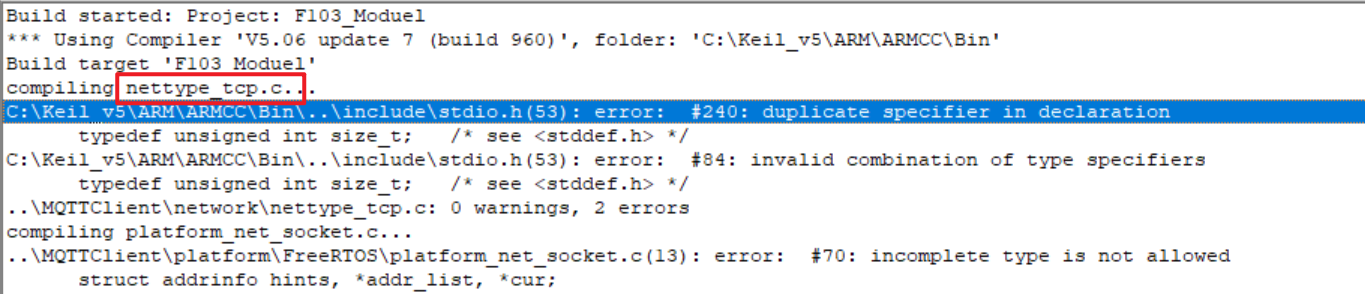 Build started: Project: F103_Moduel
*** Using Compiler 'V5.06 update 7 (build 960)', folder: 'C:\Keil_v5\ARM\ARMCC\Bin'
Build target 'F103_Moduel'
compiling nettype_tcp.c...
C:\Keil_v5\ARM\ARMCC\Bin\..\include\stdio.h(53): error:  #240: duplicate specifier in declaration
      typedef unsigned int size_t;   /* see <stddef.h> */
C:\Keil_v5\ARM\ARMCC\Bin\..\include\stdio.h(53): error:  #84: invalid combination of type specifiers
      typedef unsigned int size_t;   /* see <stddef.h> */
..\MQTTClient\network\nettype_tcp.c: 0 warnings, 2 errors
compiling platform_net_socket.c...
..\MQTTClient\platform\FreeRTOS\platform_net_socket.c(13): error:  #70: incomplete type is not allowed
      struct addrinfo hints, *addr_list, *cur;